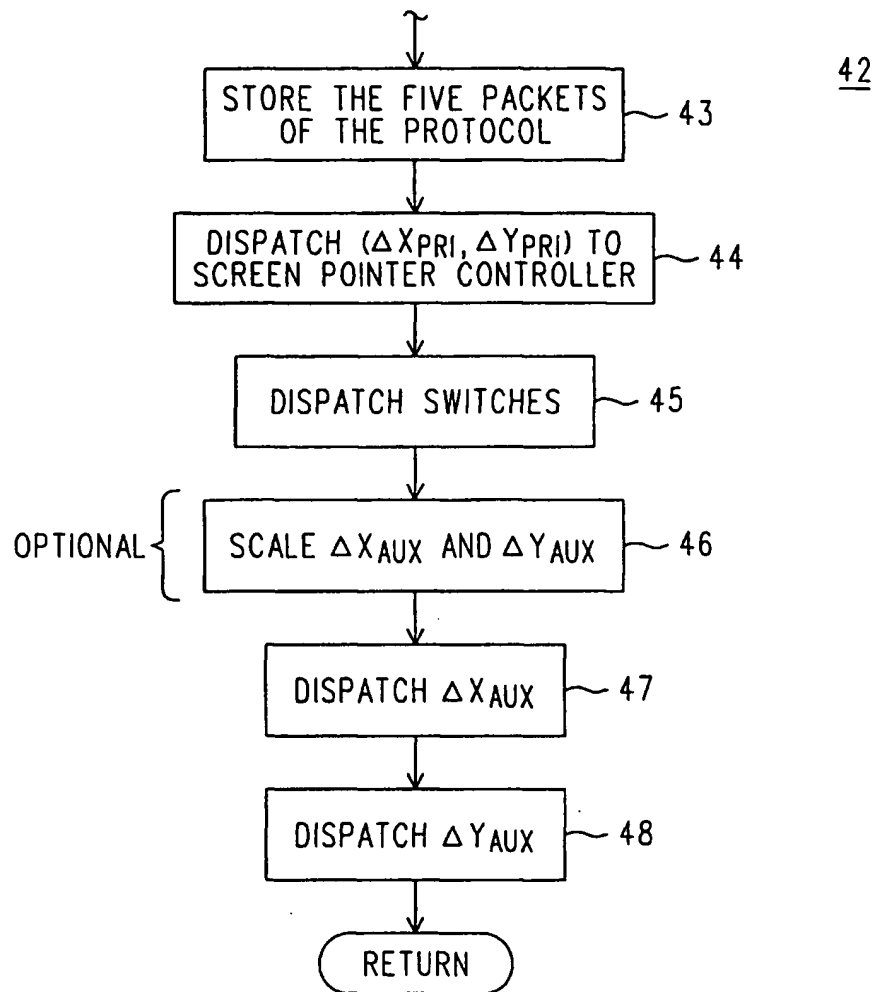 42
STORE THE FIVE PACKETS
OF THE PROTOCOL
43
DISPATCH (ΔXPRI, ΔYPRI) TO
SCREEN POINTER CONTROLLER
44
DISPATCH SWITCHES
45
OPTIONAL
SCALE ΔXAUX AND ΔYAUX
46
DISPATCH ΔXAUX
47
DISPATCH ΔYAUX
48
RETURN